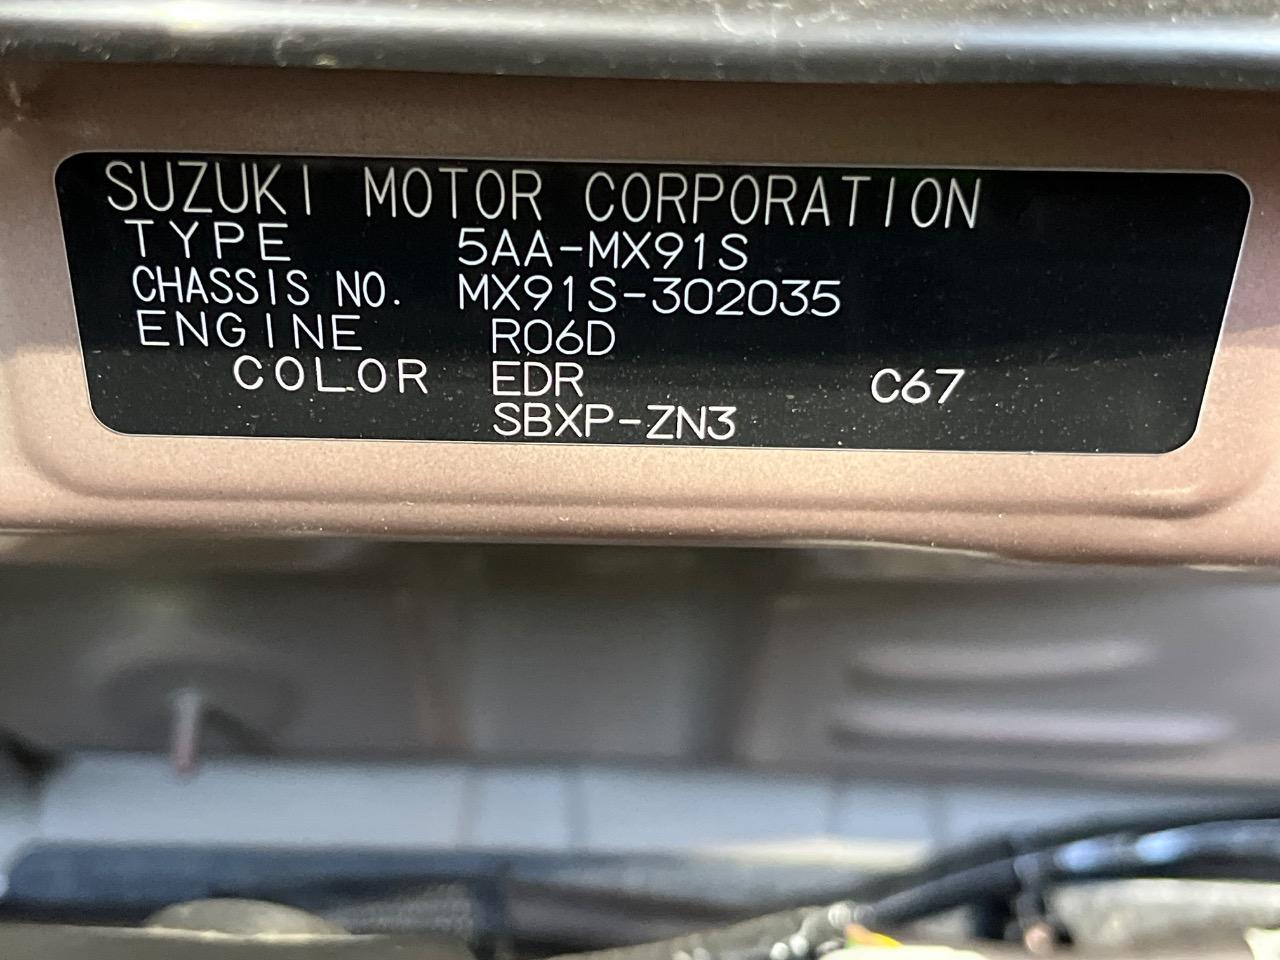 SUZUKI MOTOR CORPORATION
TYPE 5AA-MX91S
CHASSIS NO. MX91S-302035
ENGINE R06D
COLOR EDR C67
SBXP-ZN3